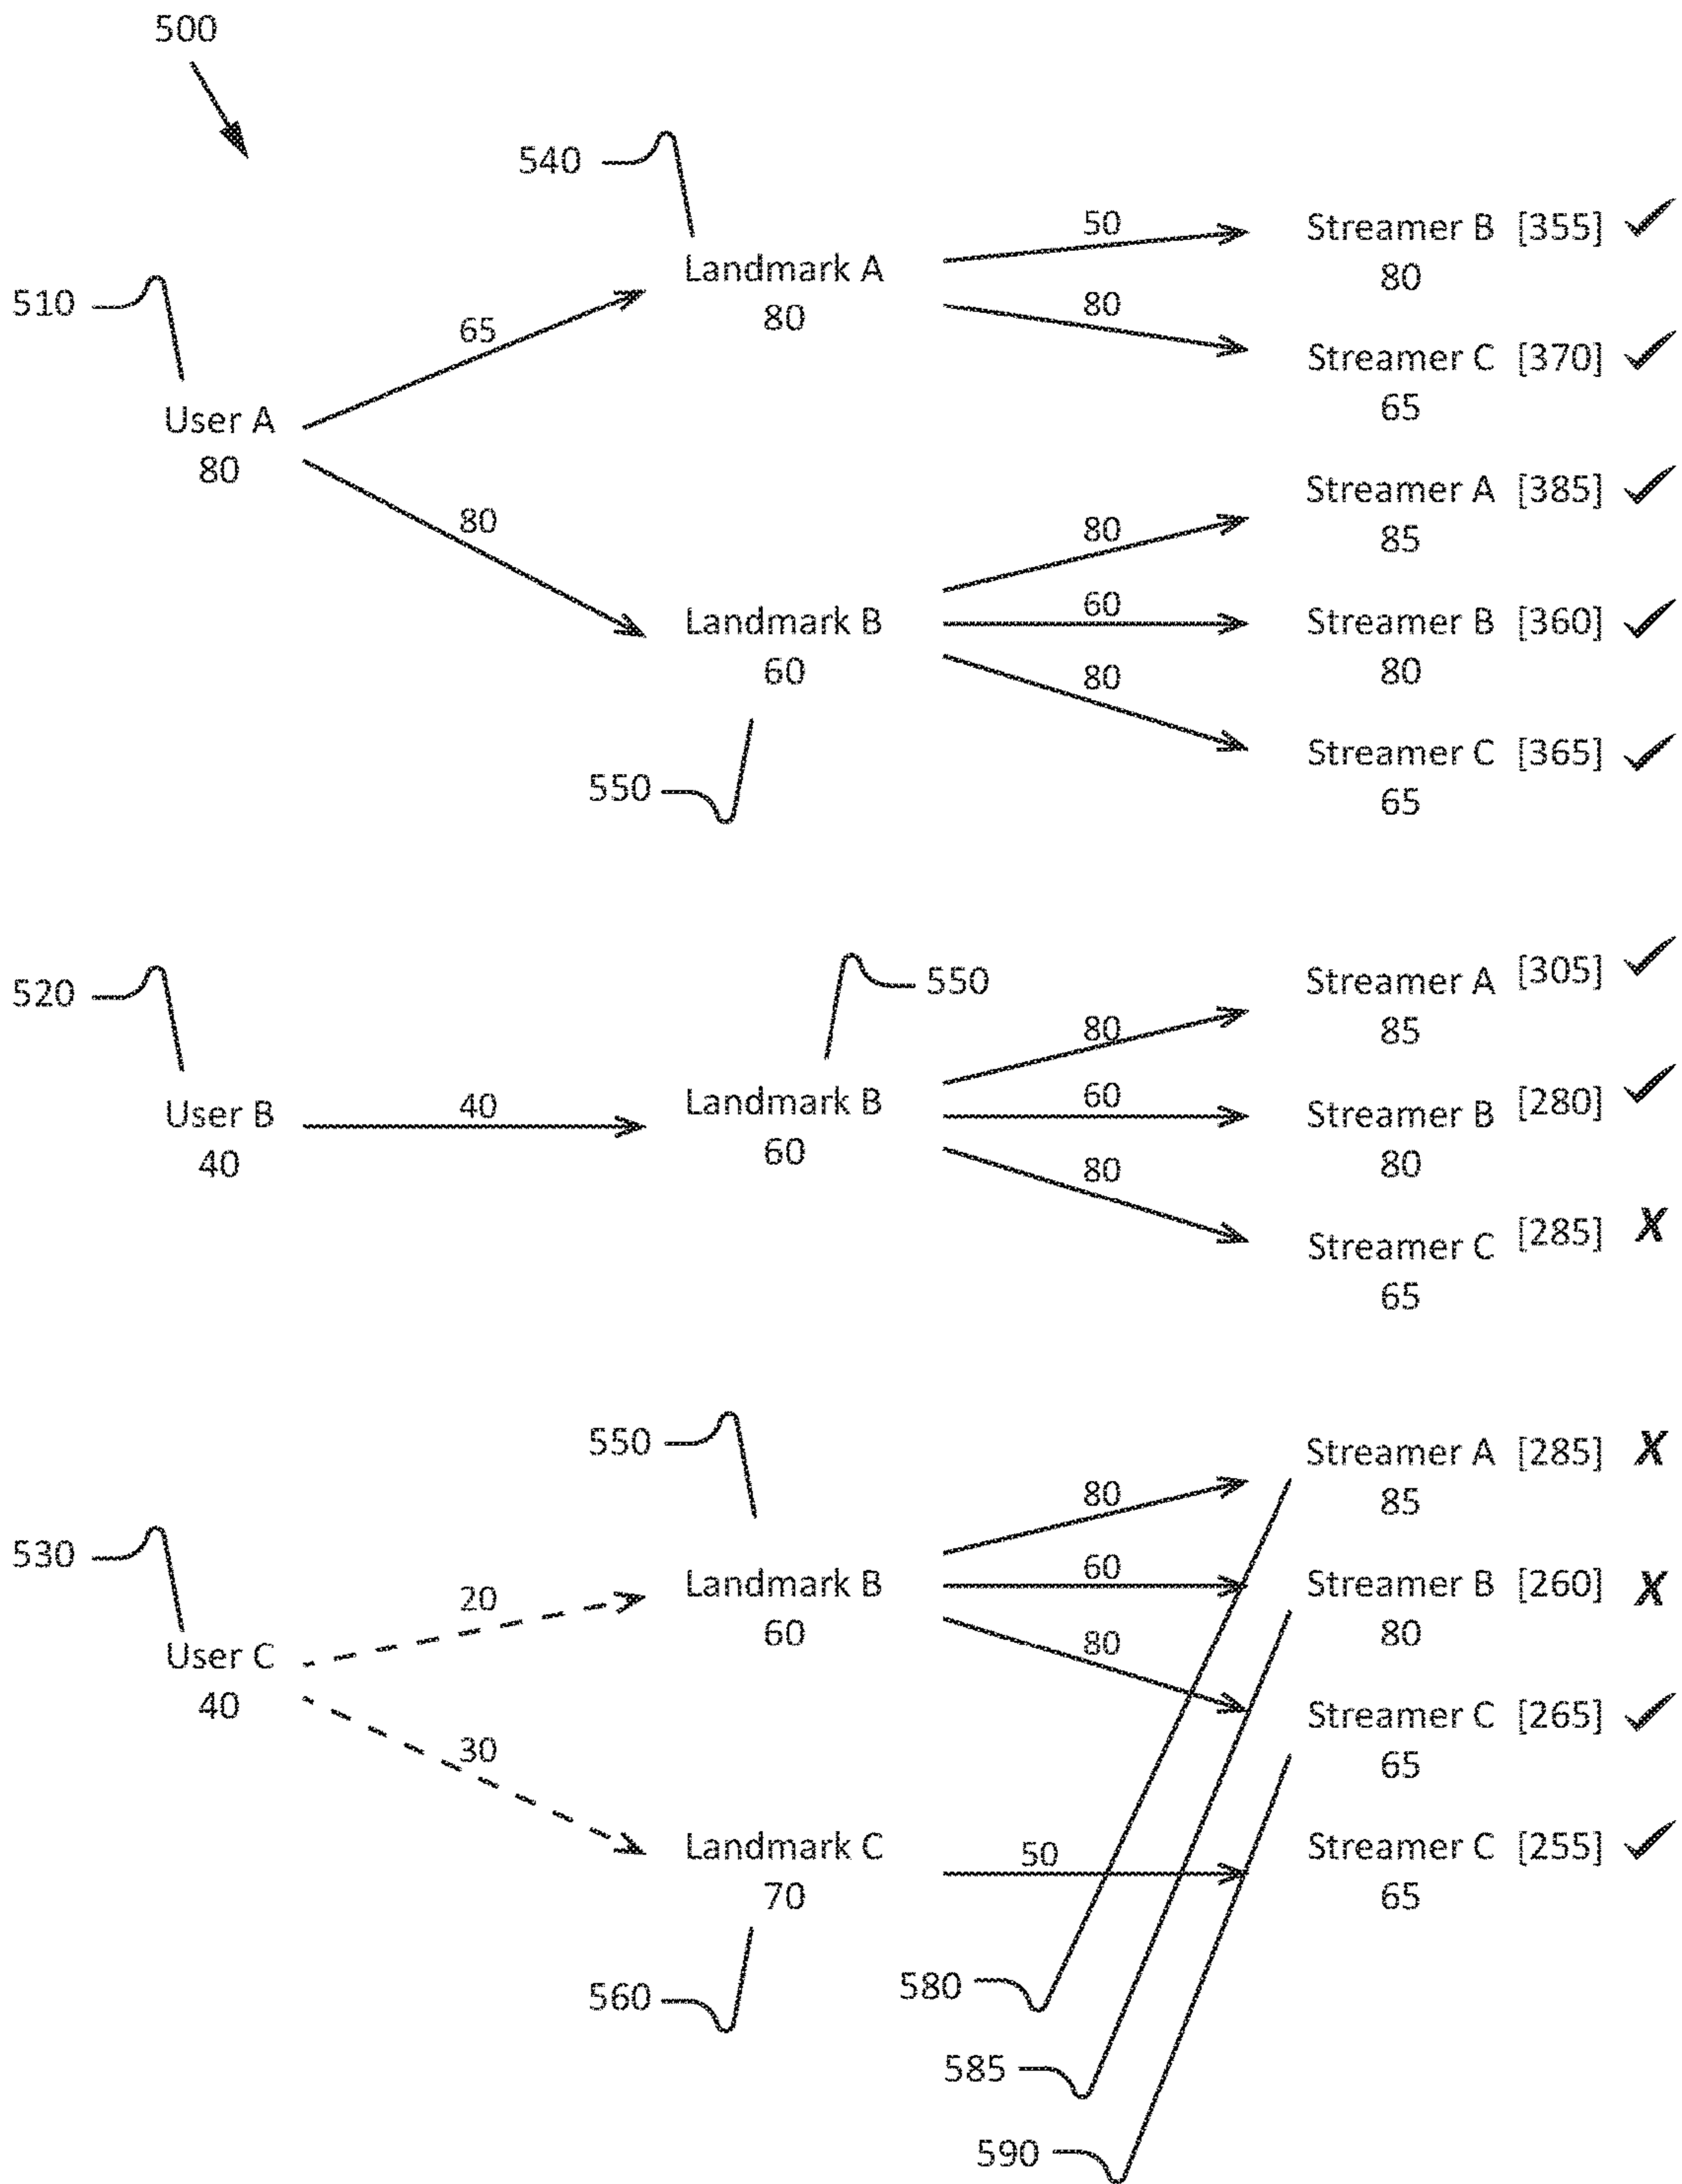 500
540
50
Streamer B [355] ✓
80
Landmark A
80
510
65
80
Streamer C [370] ✓
65
User A
80
80
Streamer A [385] ✓
85
80
Landmark B
60
60
Streamer B [360] ✓
80
80
550
Streamer C [365] ✓
65
520
550
Streamer A [305] ✓
85
80
User B
40
40
Landmark B
60
60
Streamer B [280] ✓
80
80
Streamer C [285] X
65
550
Streamer A [285] X
85
80
530
20
Landmark B
60
60
Streamer B [260] X
80
80
User C
40
Streamer C [265] ✓
65
30
Landmark C
70
50
Streamer C [255] ✓
65
560
580
585
590